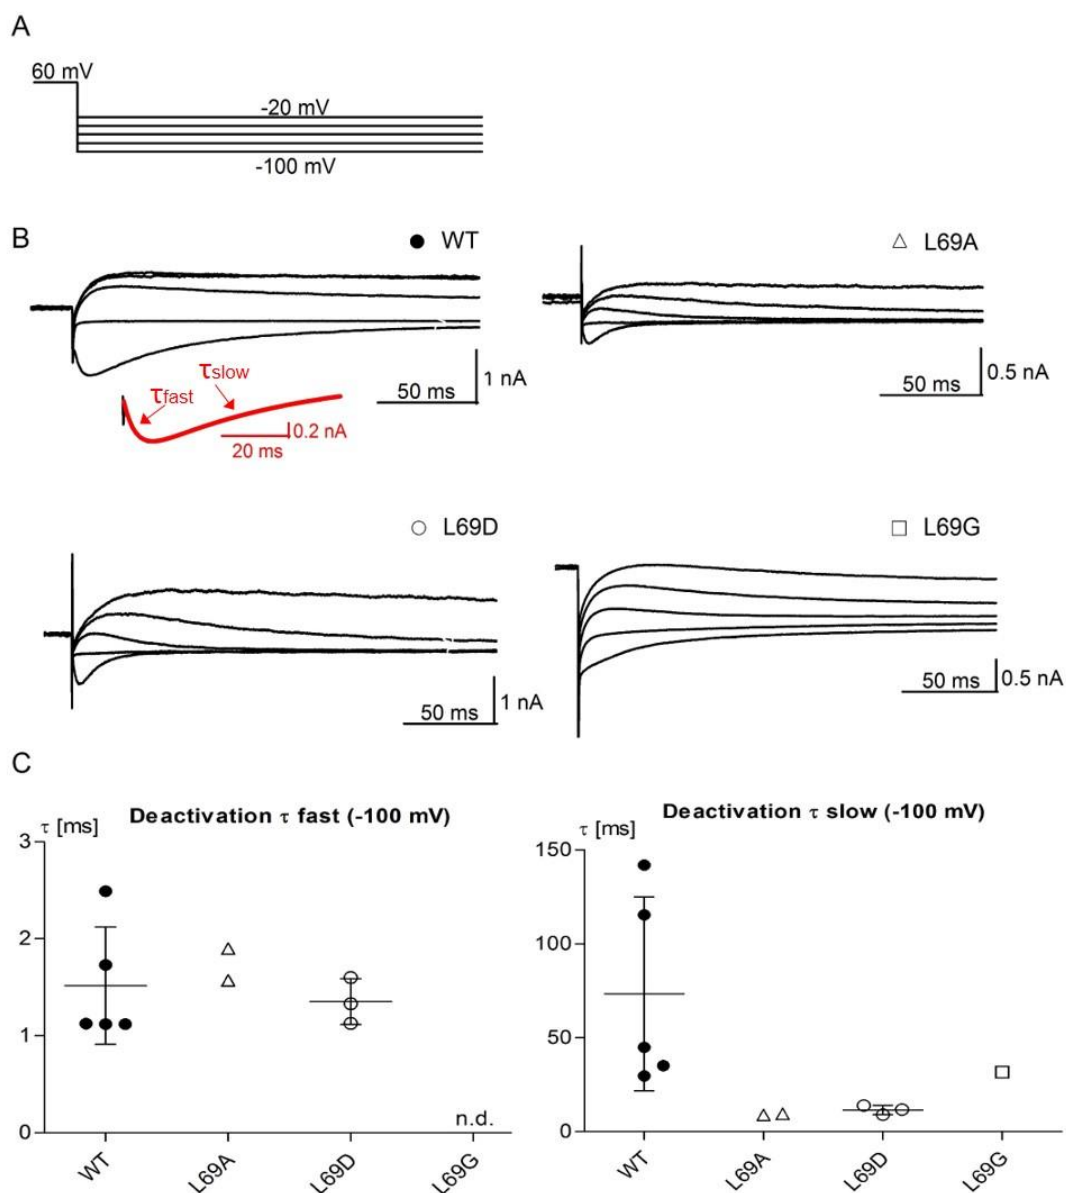 A
60 mV
-20 mV
-100 mV
B
WT
L69A
1 nA
50 ms
0.5 nA
50 ms
τslow
τfast
0.2 nA
20 ms
L69D
L69G
1 nA
50 ms
0.5 nA
50 ms
C
Deactivation τ fast (-100 mV)
τ [ms]
3
2
1
0
n.d.
WT
L69A
L69D
L69G
Deactivation τ slow (-100 mV)
τ [ms]
150
100
50
0
WT
L69A
L69D
L69G